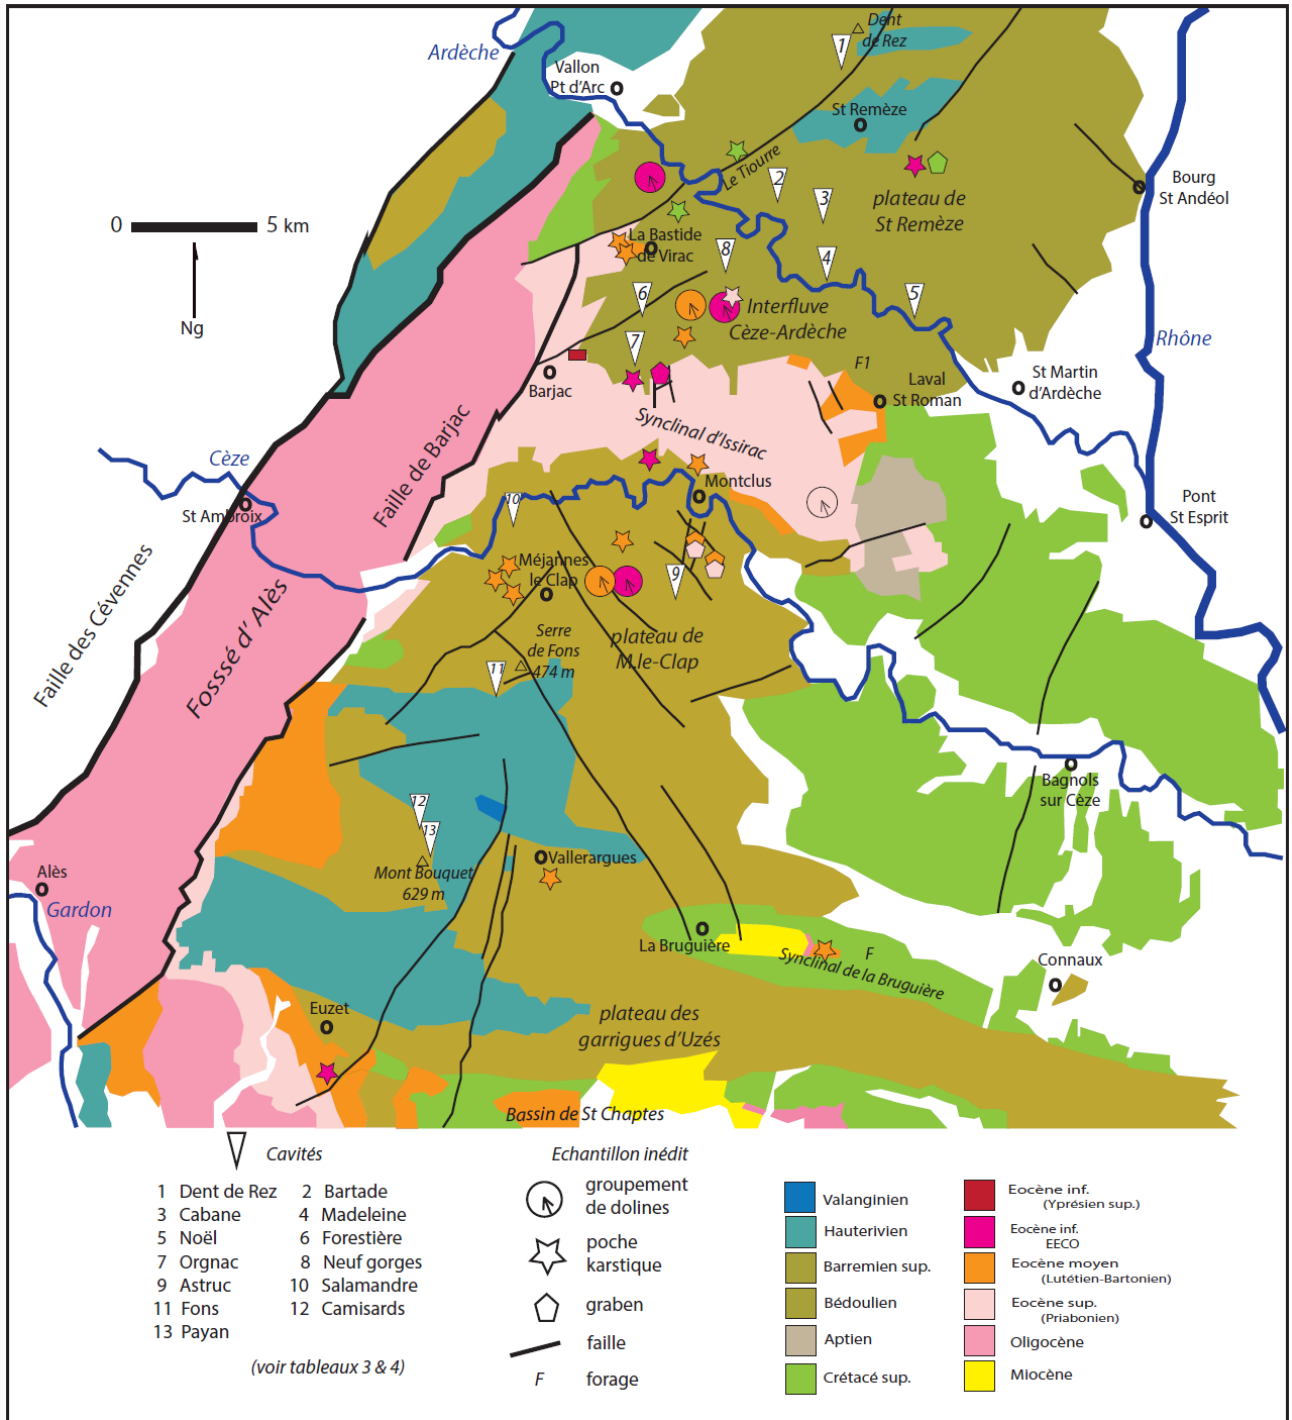 Ardèche
Vallon
Pt d'Arc
Dent
de Rez
1
St Remèze
Le Tiourre
2
3
plateau de
St Remèze
Bourg
St Andéol
0
5 km
Ng
La Bastide
de Virac
8
4
5
6
Interfluve
Cèze-Ardèche
7
F1
Rhône
Barjac
Laval
St Roman
St Martin
d'Ardèche
Synclinal d'Issirac
Faille de Barjac
Cèze
St Ambroix
Montclus
10
Pont
St Esprit
Méjannes
le Clap
9
Faille des Cévennes
Fosssé d' Alès
Serre
de Fons
474 m
plateau de
M.le-Clap
11
Bagnols
sur Cèze
12
13
Mont Bouquet
629 m
Vallerargues
Alès
Gardon
La Bruguière
F
Synclinal de la Bruguière
Connaux
Euzet
plateau des
garrigues d'Uzés
Bassin de St Chaptes
Cavités
1 Dent de Rez 2 Bartade
3 Cabane 4 Madeleine
5 Noël 6 Forestière
7 Orgnac 8 Neuf gorges
9 Astruc 10 Salamandre
11 Fons 12 Camisards
13 Payan
(voir tableaux 3 & 4)
Echantillon inédit
groupement
de dolines
poche
karstique
graben
faille
F forage
Valanginien
Hauterivien
Barremien sup.
Bédoulien
Aptien
Crétacé sup.
Eocène inf.
(Yprésien sup.)
Eocène inf.
EECO
Eocène moyen
(Lutétien-Bartonien)
Eocène sup.
(Priabonien)
Oligocène
Miocène